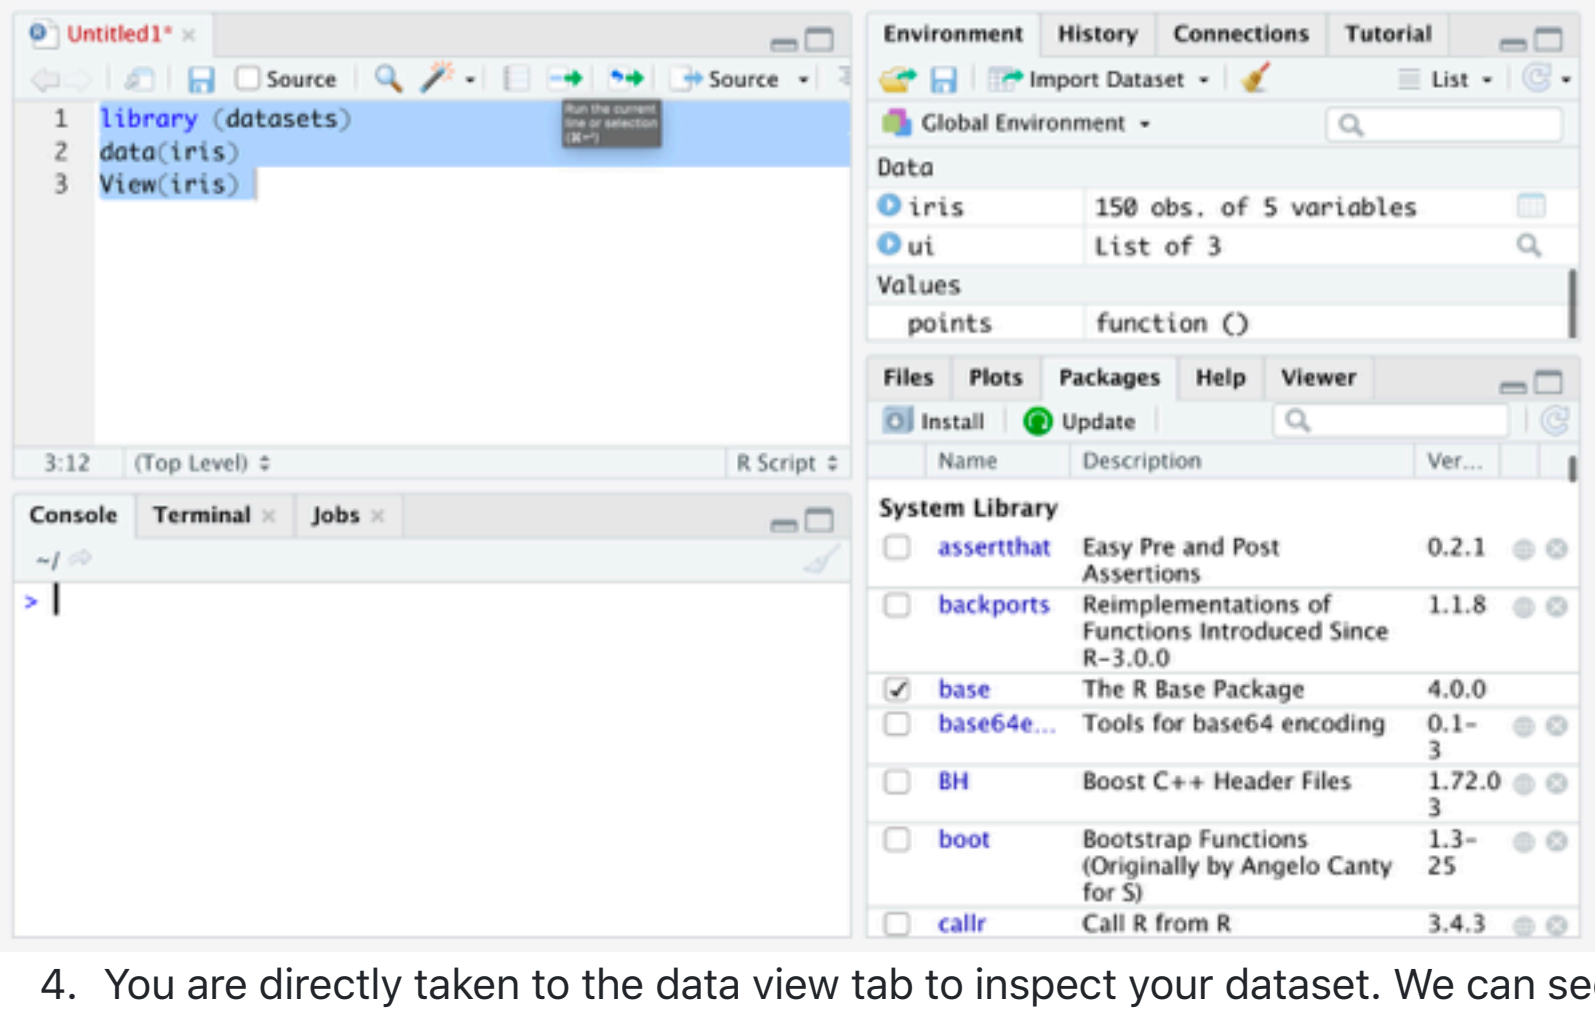 Untitled1*
Source
Source
Run the current
line or selection
(⌘⏎)
1 library (datasets)
2 data(iris)
3 View(iris)
3:12 (Top Level) R Script
Console Terminal Jobs
~/
>
Environment History Connections Tutorial
Import Dataset List
Global Environment
Data
iris 150 obs. of 5 variables
ui List of 3
Values
points function ()
Files Plots Packages Help Viewer
Install Update
Name Description Ver...
System Library
assertthat Easy Pre and Post 0.2.1
Assertions
backports Reimplementations of 1.1.8
Functions Introduced Since
R-3.0.0
base The R Base Package 4.0.0
base64e... Tools for base64 encoding 0.1-
3
BH Boost C++ Header Files 1.72.0
3
boot Bootstrap Functions 1.3-
(Originally by Angelo Canty 25
for S)
callr Call R from R 3.4.3
4. You are directly taken to the data view tab to inspect your dataset. We can